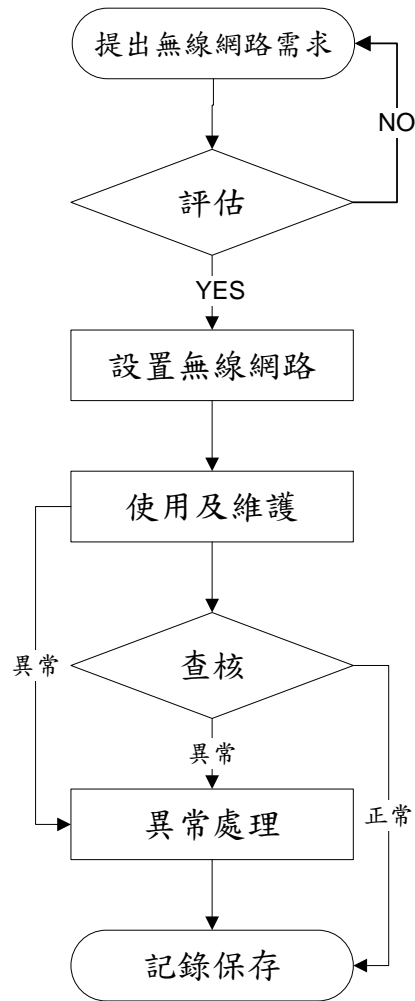 提出無線網路需求
NO
評估
YES
設置無線網路
使用及維護
異常
查核
異常
正常
異常處理
記錄保存